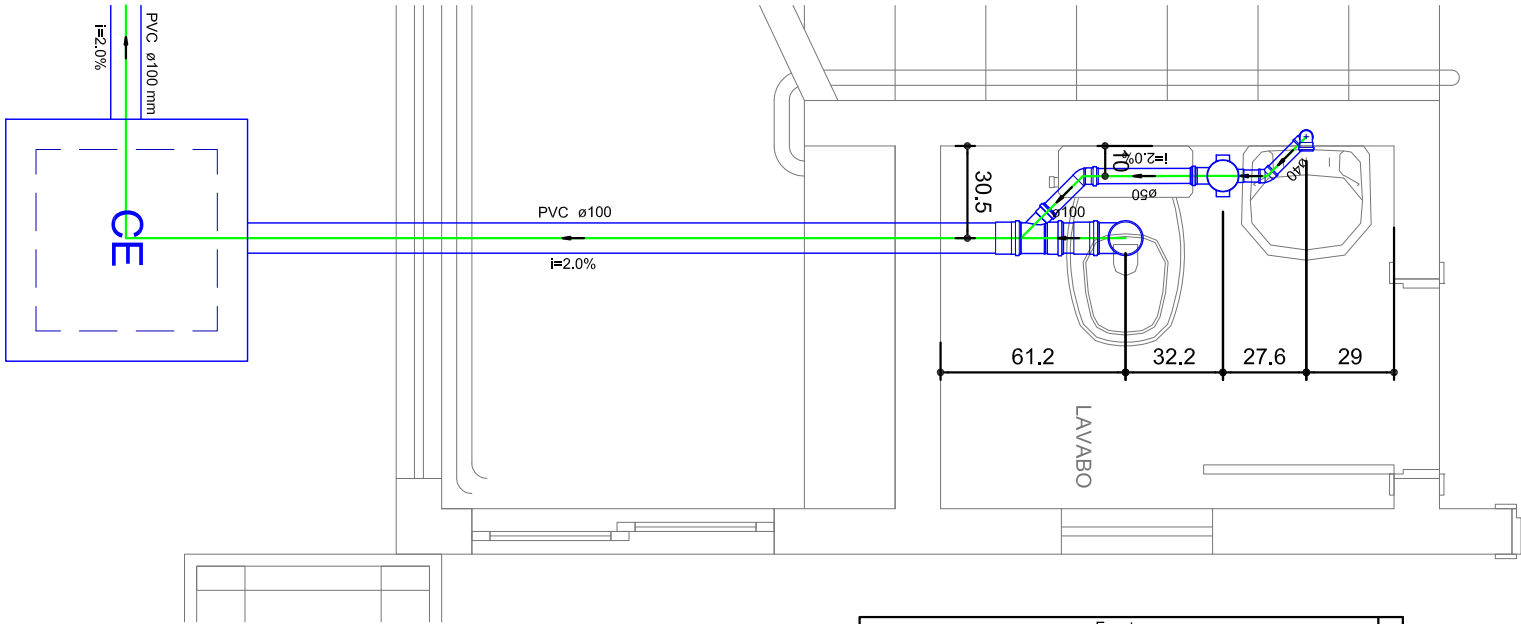 PVC ø100 mm
i=2.0%
CE
PVC ø100
i=2.0%
30.5
10
i=2.0%
ø50
ø40
ø100
61.2
32.2
27.6
29
LAVABO